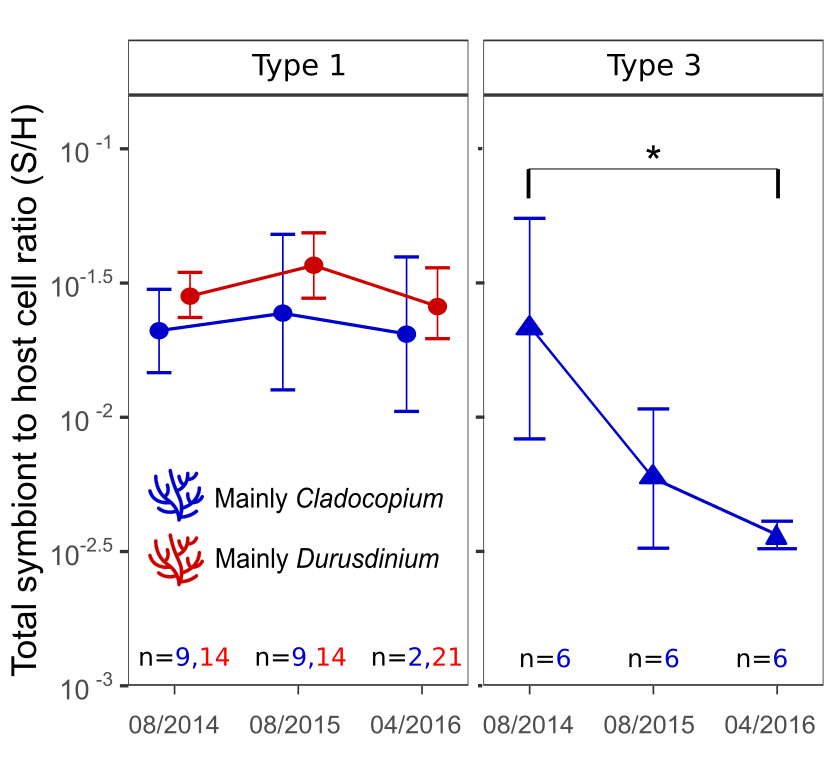 Type 1
Type 3
Total symbiont to host cell ratio (S/H)
10^-1
10^-1.5
10^-2
10^-2.5
10^-3
*
Mainly Cladocopium
Mainly Durusdinium
n=9,14 n=9,14 n=2,21
n=6 n=6 n=6
08/2014 08/2015 04/2016
08/2014 08/2015 04/2016